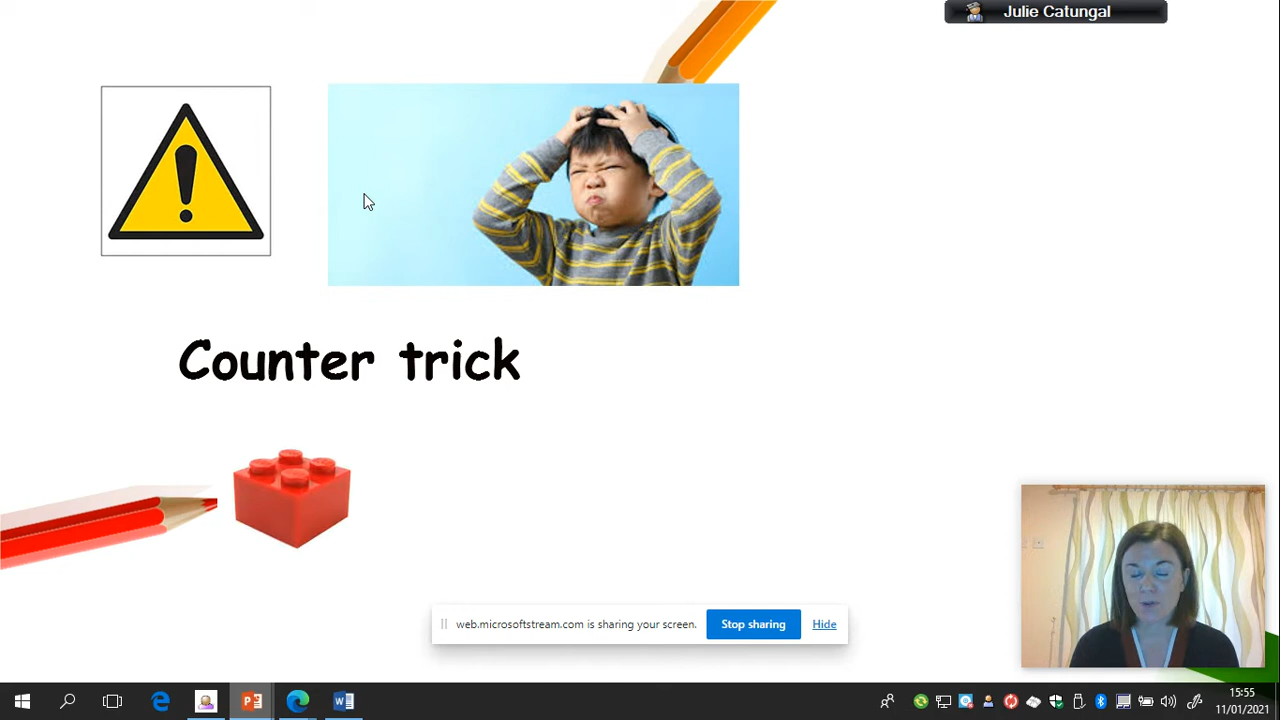 Julie Catungal
Counter trick
web.microsoftstream.com is sharing your screen.
Stop sharing
Hide
15:55
11/01/2021